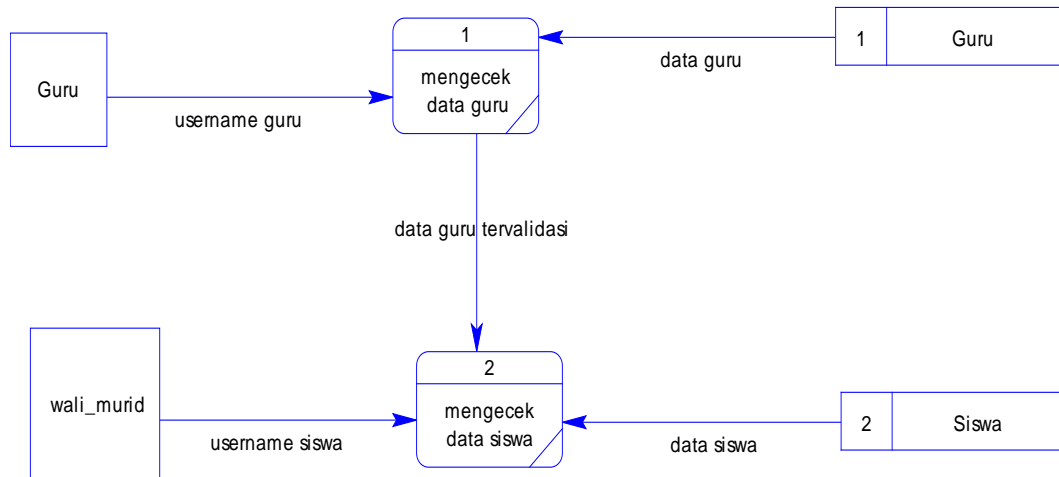 1
1
Guru
data guru
Guru
mengecek
data guru
username guru
data guru tervalidasi
2
wali_murid
mengecek
data siswa
username siswa
2
Siswa
data siswa